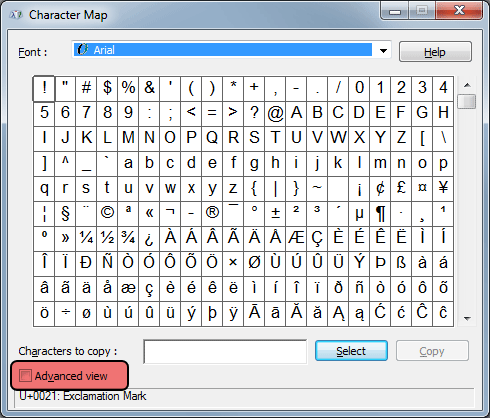 Character Map
Font : Arial Help
! " # $ % & ' ( ) * + , - . / 0 1 2 3 4
5 6 7 8 9 : ; < = > ? @ A B C D E F G H
I J K L M N O P Q R S T U V W X Y Z [ \
] ^ _ ` a b c d e f g h i j k l m n o p
q r s t u v w x y z { | } ~ ¡ ¢ £ ¤ ¥
¦ § ¨ © ª « ¬ - ® ¯ ° ± ² ³ ´ µ ¶ · ¸ ¹
º » ¼ ½ ¾ ¿ À Á Â Ã Ä Å Æ Ç È É Ê Ë Ì Í
Î Ï Ð Ñ Ò Ó Ô Õ Ö × Ø Ù Ú Û Ü Ý Þ ß à á
â ã ä å æ ç è é ê ë ì í î ï ð ñ ò ó ô õ
ö ÷ ø ù ú û ü ý þ ÿ Ā ā Ă ă Ą ą Ć ć Ĉ ĉ
Characters to copy : Select Copy
Advanced view
U+0021: Exclamation Mark